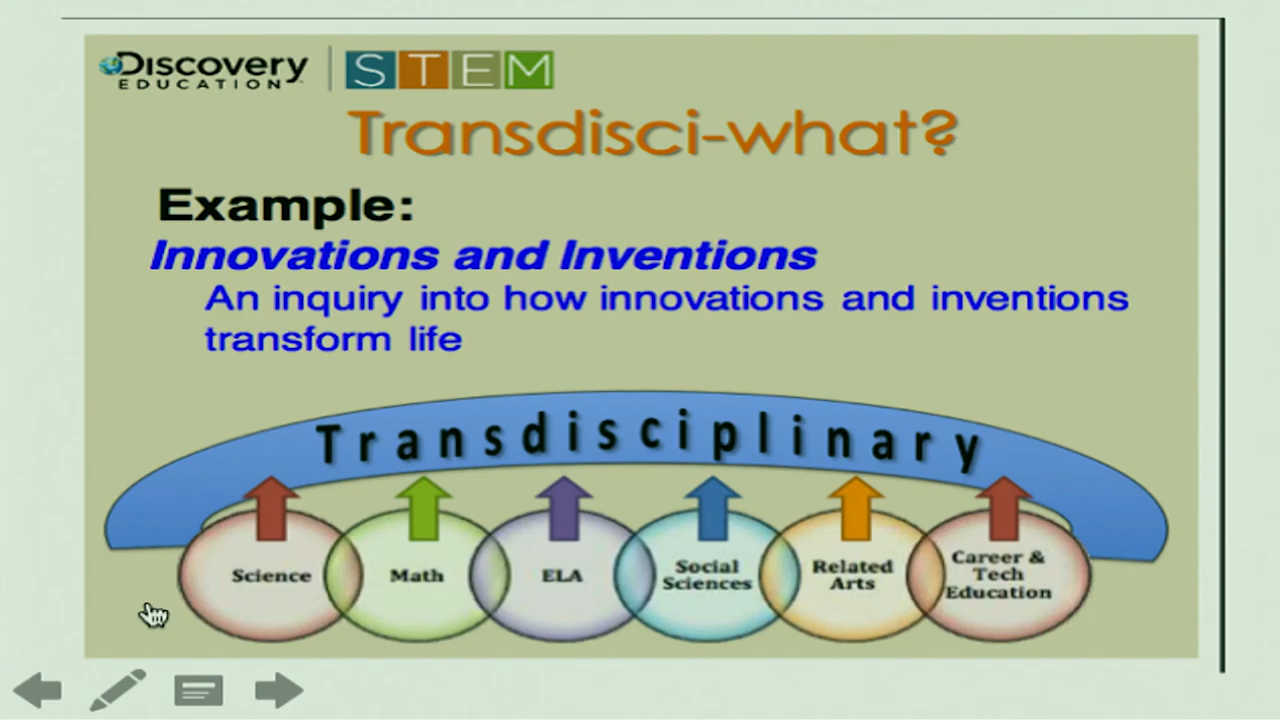 Discovery
EDUCATION
STEM
Transdisci-what?
Example:
Innovations and Inventions
An inquiry into how innovations and inventions
transform life
Transdisciplinary
Science
Math
ELA
Social
Sciences
Related
Arts
Career &
Tech
Education